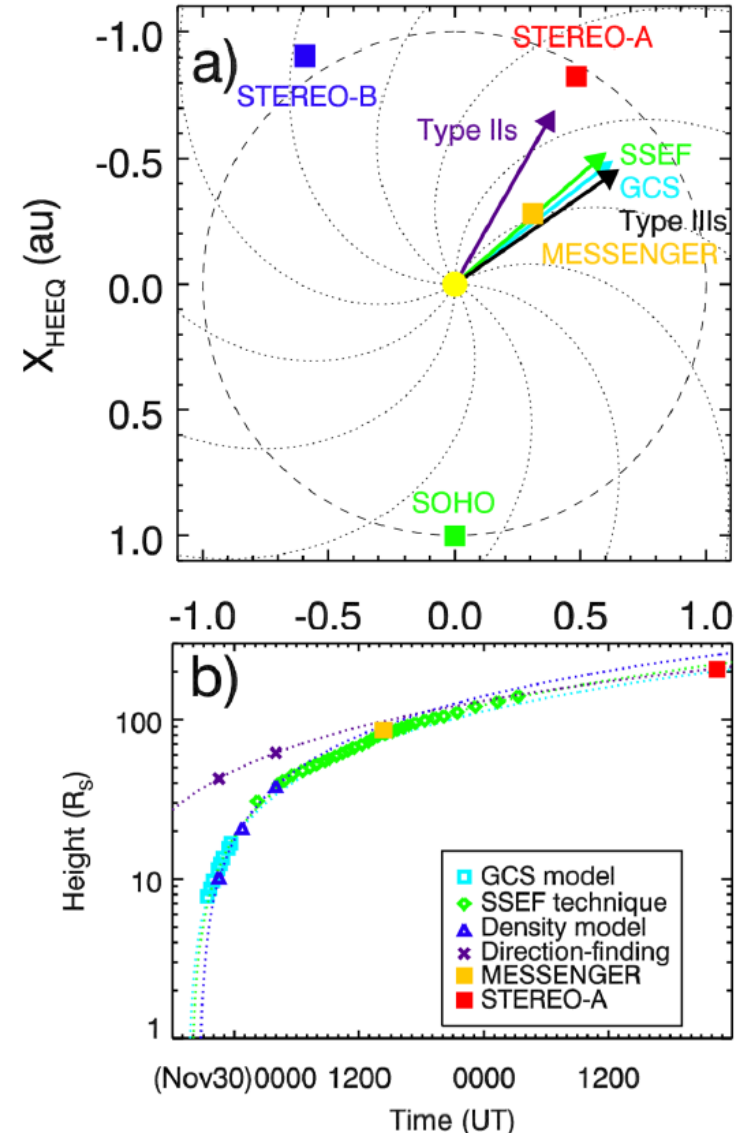 a)
-1.0
-0.5
0.0
0.5
1.0
X_HEEQ (au)
STEREO-A
STEREO-B
Type IIs
SSEF
GCS
Type IIIs
MESSENGER
SOHO
-1.0 -0.5 0.0 0.5 1.0
b)
100
10
1
Height (R_S)
GCS model
SSEF technique
Density model
Direction-finding
MESSENGER
STEREO-A
(Nov30)0000 1200 0000 1200
Time (UT)